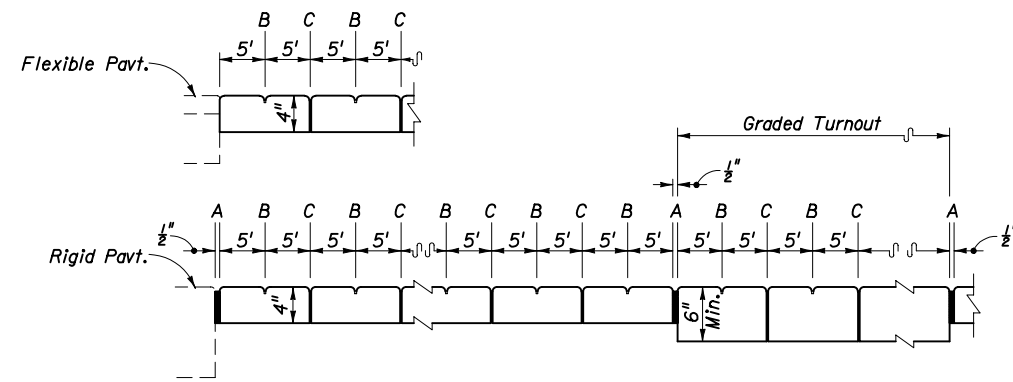 B C B C
5' 5' 5' 5'
Flexible Pavt.
4"
Graded Turnout
1/2"
A B C B C B C B C B A B C B C A
1/2" 5' 5' 5' 5' 5' 5' 5' 5' 5' 5' 5' 5' 5' 1/2"
Rigid Pavt.
4" 6" Min.